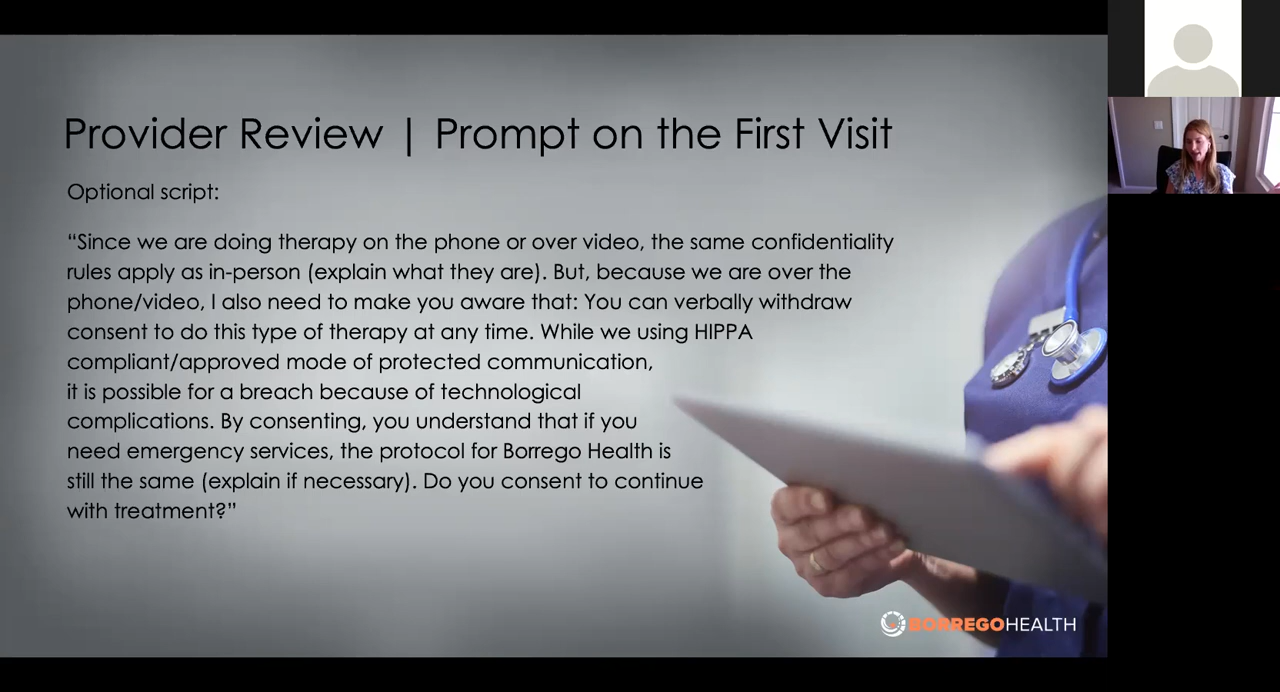 Provider Review | Prompt on the First Visit
Optional script:
“Since we are doing therapy on the phone or over video, the same confidentiality
rules apply as in-person (explain what they are). But, because we are over the
phone/video, I also need to make you aware that: You can verbally withdraw
consent to do this type of therapy at any time. While we using HIPPA
compliant/approved mode of protected communication,
it is possible for a breach because of technological
complications. By consenting, you understand that if you
need emergency services, the protocol for Borrego Health is
still the same (explain if necessary). Do you consent to continue
with treatment?”
BORREGOHEALTH